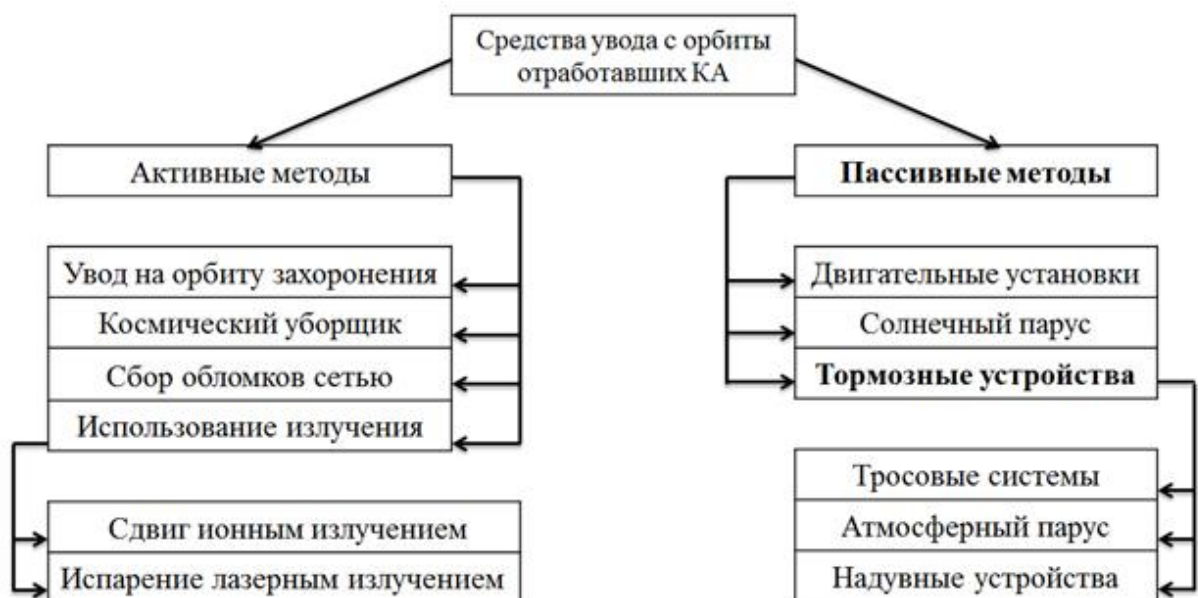 Средства увода с орбиты
отработавших КА
Активные методы
Увод на орбиту захоронения
Космический уборщик
Сбор обломков сетью
Использование излучения
Сдвиг ионным излучением
Испарение лазерным излучением
Пассивные методы
Двигательные установки
Солнечный парус
Тормозные устройства
Тросовые системы
Атмосферный парус
Надувные устройства